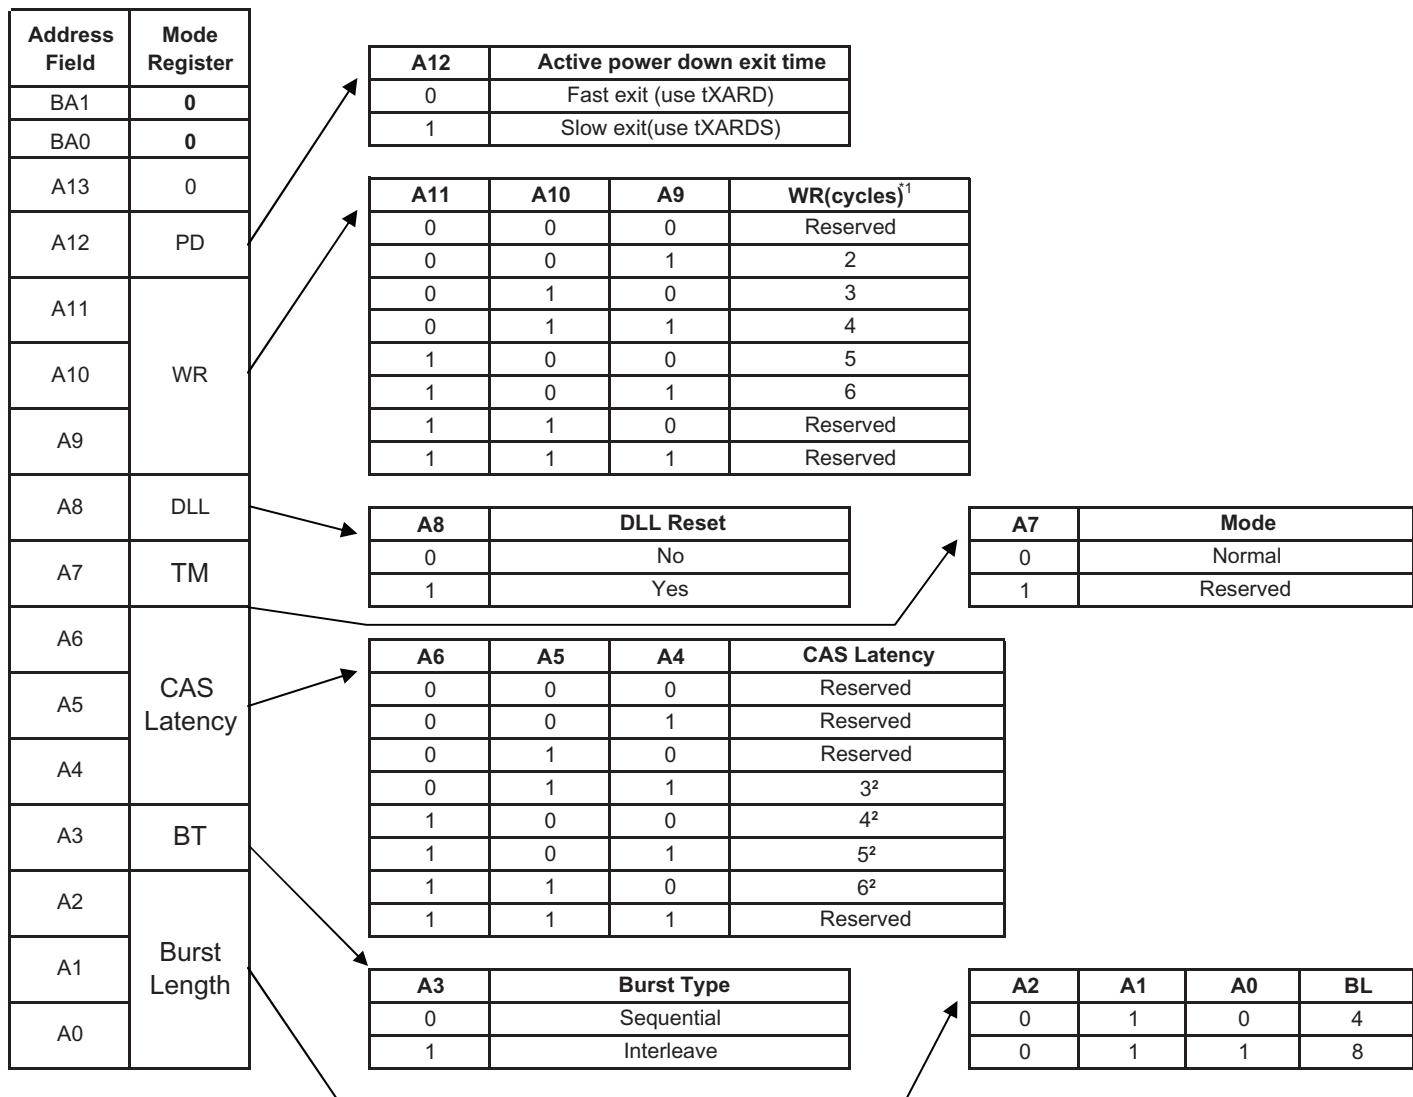 Address Field Mode Register
BA1 0
BA0 0
A13 0
A12 PD
A11
A10 WR
A9
A8 DLL
A7 TM
A6
A5 CAS Latency
A4
A3 BT
A2
A1 Burst Length
A0
A12 Active power down exit time
0 Fast exit (use tXARD)
1 Slow exit(use tXARDS)
A11 A10 A9 WR(cycles)*1
0 0 0 Reserved
0 0 1 2
0 1 0 3
0 1 1 4
1 0 0 5
1 0 1 6
1 1 0 Reserved
1 1 1 Reserved
A8 DLL Reset
0 No
1 Yes
A7 Mode
0 Normal
1 Reserved
A6 A5 A4 CAS Latency
0 0 0 Reserved
0 0 1 Reserved
0 1 0 Reserved
0 1 1 3²
1 0 0 4²
1 0 1 5²
1 1 0 6²
1 1 1 Reserved
A3 Burst Type
0 Sequential
1 Interleave
A2 A1 A0 BL
0 1 0 4
0 1 1 8